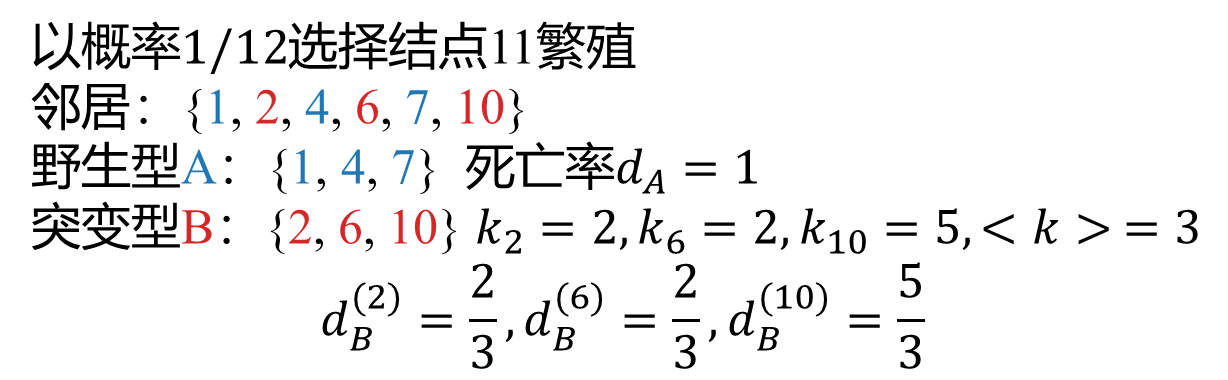 以概率1/12选择结点11繁殖
邻居：{1, 2, 4, 6, 7, 10}
野生型A：{1, 4, 7} 死亡率d_A = 1
突变型B：{2, 6, 10} k_2 = 2, k_6 = 2, k_10 = 5, < k > = 3
d_B^(2) = 2/3, d_B^(6) = 2/3, d_B^(10) = 5/3